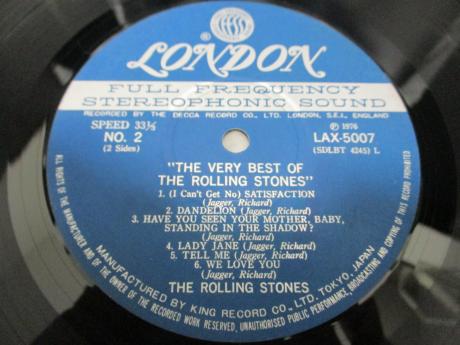 LONDON
FULL FREQUENCY
STEREOPHONIC SOUND
RECORDED BY THE DECCA RECORD CO., LTD. LONDON, S.E.I., ENGLAND
SPEED 33⅓
NO. 2
(2 Sides)
Ⓟ 1976
LAX-5007
(SDLBT 4245) L
"THE VERY BEST OF
THE ROLLING STONES"
1. (I Can't Get No) SATISFACTION
(Jagger, Richard)
2. DANDELION (Jagger, Richard)
3. HAVE YOU SEEN YOUR MOTHER, BABY,
STANDING IN THE SHADOW?
(Jagger, Richard)
4. LADY JANE (Jagger, Richard)
5. TELL ME (Jagger, Richard)
6. WE LOVE YOU
(Jagger, Richard)
THE ROLLING STONES
MANUFACTURED BY KING RECORD CO., LTD. TOKYO, JAPAN
ALL RIGHTS OF THE MANUFACTURER AND OF THE OWNER OF THE RECORDED WORK RESERVED, UNAUTHORISED PUBLIC PERFORMANCE, BROADCASTING AND COPYING OF THIS RECORD PROHIBITED